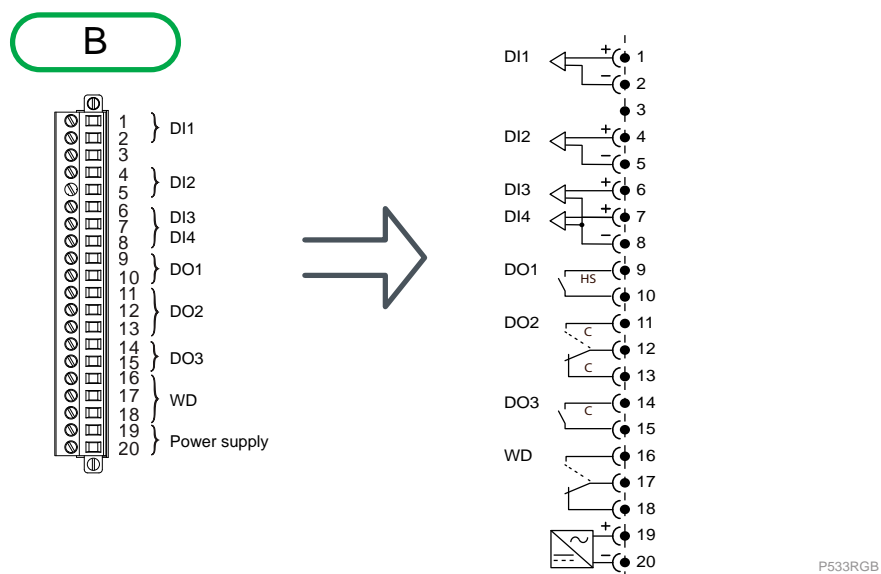 B
1
2
DI1
3
4
5
DI2
6
7
8
DI3
DI4
9
10
DO1
11
12
13
DO2
14
15
DO3
16
17
18
WD
19
20
Power supply
DI1 + 1
− 2
3
DI2 + 4
− 5
DI3 + 6
DI4 + 7
− 8
DO1 9
HS
10
DO2 11
C
12
C
13
DO3 14
C
15
WD 16
17
18
+ 19
− 20
P533RGB